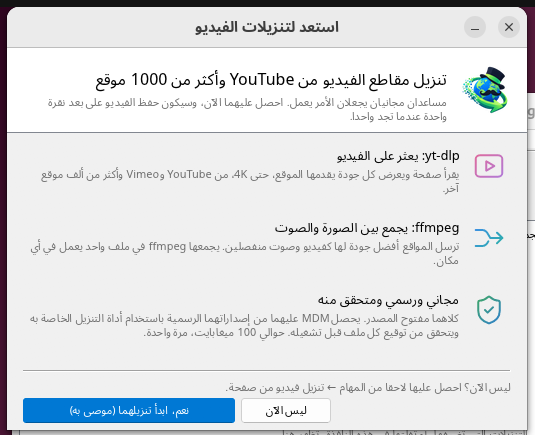 استعد لتنزيلات الفيديو
تنزيل مقاطع الفيديو من YouTube وأكثر من 1000 موقع
مساعدان مجانيان يجعلان الأمر يعمل. احصل عليهما الآن، وسيكون حفظ الفيديو على بعد نقرة
واحدة عندما تجد واحدا.
yt-dlp: يعثر على الفيديو
يقرأ صفحة ويعرض كل جودة يقدمها الموقع، حتى 4K، من YouTube وVimeo وأكثر من ألف موقع
آخر.
ffmpeg: يجمع بين الصورة والصوت
ترسل المواقع أفضل جودة لها كفيديو وصوت منفصلين. يجمعها ffmpeg في ملف واحد يعمل في أي
مكان.
مجاني ورسمي ومتحقق منه
كلاهما مفتوح المصدر. يحصل MDM عليهما من إصداراتهما الرسمية باستخدام أداة التنزيل الخاصة به
ويتحقق من توقيع كل ملف قبل تشغيله. حوالي 100 ميغابايت، مرة واحدة.
ليس الآن؟ احصل عليها لاحقا من المهام ← تنزيل فيديو من صفحة.
ليس الآن
نعم، ابدأ تنزيلهما (موصى به)